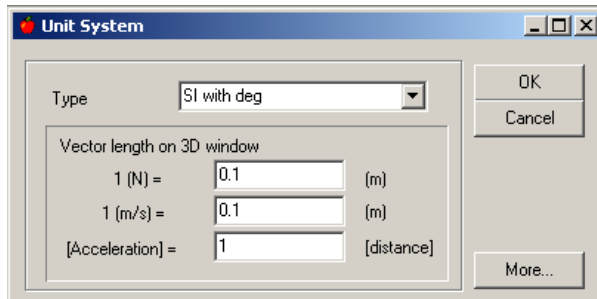 Unit System
Type SI with deg
OK
Cancel
Vector length on 3D window
1 (N) = 0.1 (m)
1 (m/s) = 0.1 (m)
[Acceleration] = 1 [distance]
More...